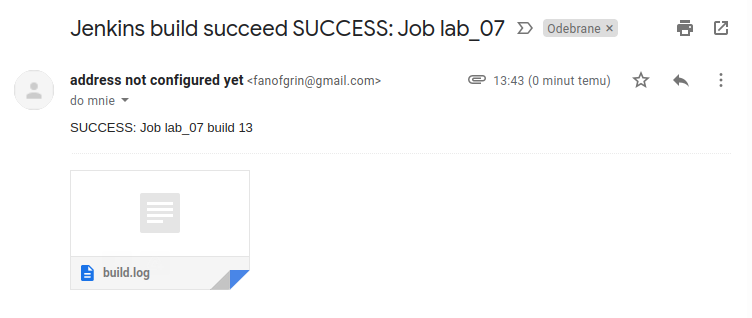 Jenkins build succeed SUCCESS: Job lab_07 Odebrane ×
address not configured yet <fanofgrin@gmail.com> 13:43 (0 minut temu)
do mnie
SUCCESS: Job lab_07 build 13
build.log